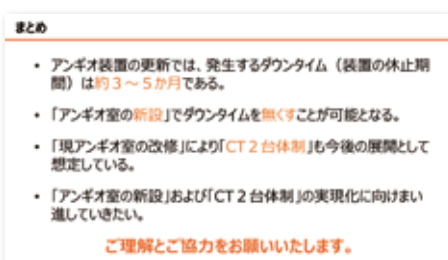 まとめ
• アンギオ装置の更新では、発生するダウンタイム（装置の休止期
間）は約３～５か月である。
• 「アンギオ室の新設」でダウンタイムを無くすことが可能となる。
• 「現アンギオ室の改修」により「CT２台体制」も今後の展開として
想定している。
• 「アンギオ室の新設」および「CT２台体制」の実現化に向けまい
進していきたい。
ご理解とご協力をお願いいたします。